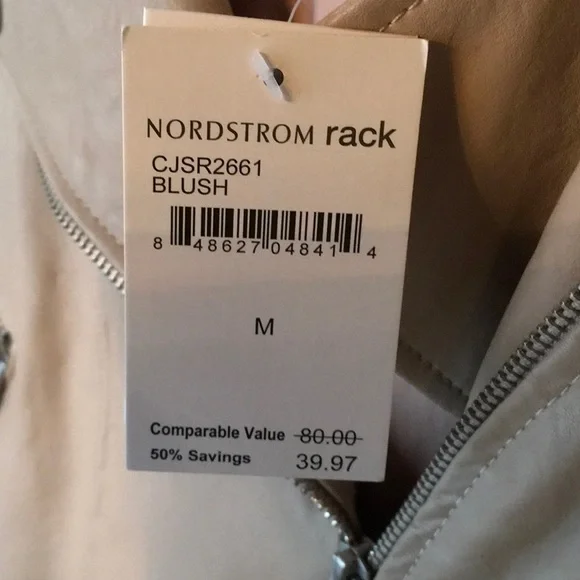 NORDSTROM rack
CJSR2661
BLUSH
8 48627 04841 4
M
Comparable Value 80.00
50% Savings 39.97